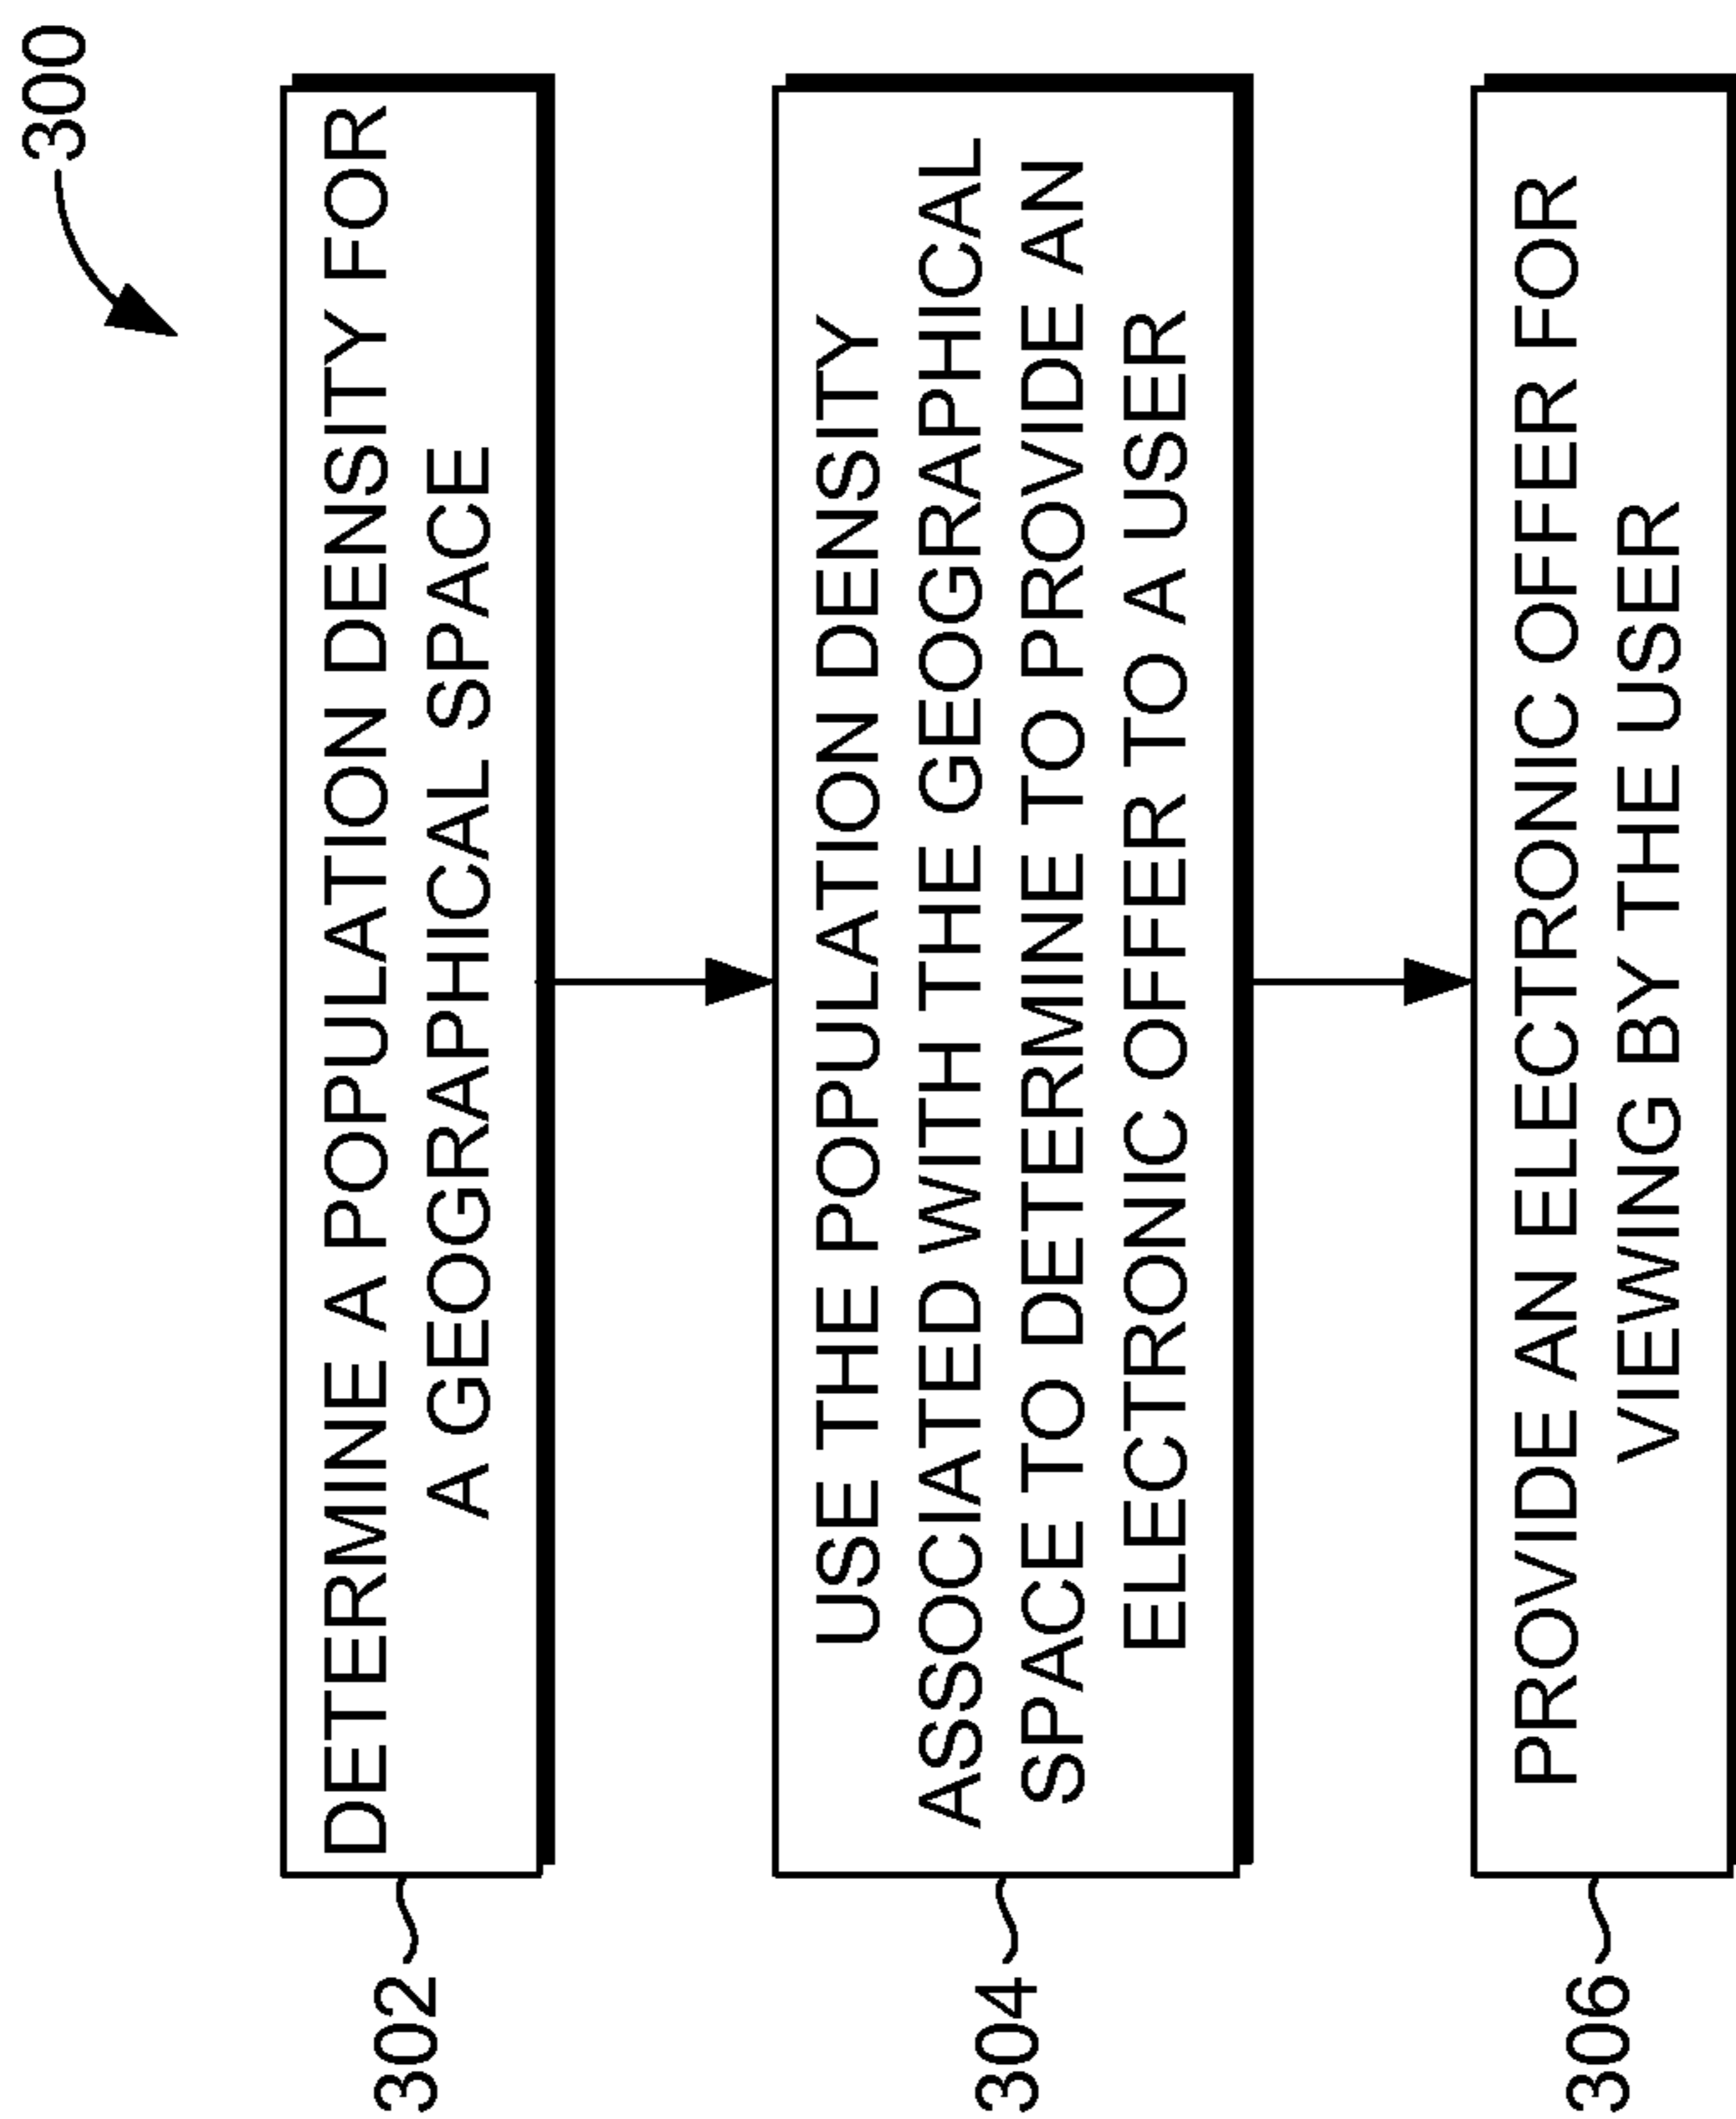 300
DETERMINE A POPULATION DENSITY FOR
A GEOGRAPHICAL SPACE
302
USE THE POPULATION DENSITY
ASSOCIATED WITH THE GEOGRAPHICAL
SPACE TO DETERMINE TO PROVIDE AN
ELECTRONIC OFFER TO A USER
304
PROVIDE AN ELECTRONIC OFFER FOR
VIEWING BY THE USER
306